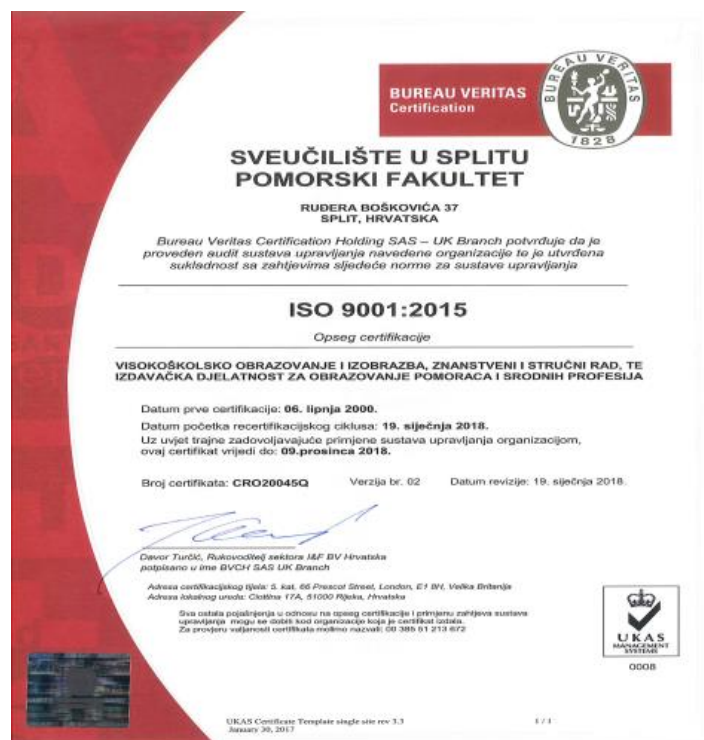 BUREAU VERITAS
Certification
BUREAU VERITAS
1828
SVEUČILIŠTE U SPLITU
POMORSKI FAKULTET
RUĐERA BOŠKOVIĆA 37
SPLIT, HRVATSKA
Bureau Veritas Certification Holding SAS – UK Branch potvrđuje da je
proveden audit sustava upravljanja navedene organizacije te je utvrđena
sukladnost sa zahtjevima sljedeće norme za sustave upravljanja
ISO 9001:2015
Opseg certifikacije
VISOKOŠKOLSKO OBRAZOVANJE I IZOBRAZBA, ZNANSTVENI I STRUČNI RAD, TE
IZDAVAČKA DJELATNOST ZA OBRAZOVANJE POMORACA I SRODNIH PROFESIJA
Datum prve certifikacije: 06. lipnja 2000.
Datum početka recertifikacijskog ciklusa: 19. siječnja 2018.
Uz uvjet trajne zadovoljavajuće primjene sustava upravljanja organizacijom,
ovaj certifikat vrijedi do: 09.prosinca 2018.
Broj certifikata: CRO20045Q Verzija br. 02 Datum revizije: 19. siječnja 2018.
Davor Turčić, Rukovoditelj sektora I&F BV Hrvatska
potpisano u ime BVCH SAS UK Branch
Adresa certifikacijskog tijela: 5. kat, 66 Prescot Street, London, E1 8H, Velika Britanija
Adresa lokalnog ureda: Ciottina 17A, 51000 Rijeka, Hrvatska
Sva ostala pojašnjenja u odnosu na opseg certifikacije i primjenu zahtjeva sustava
upravljanja mogu se dobiti kod organizacije koja je certifikat izdala.
Za provjeru valjanosti certifikata molimo nazvati: 00 385 51 213 672
UKAS
MANAGEMENT
SYSTEMS
0008
UKAS Certificate Template single site rev 3.3 1 / 1
January 30, 2017